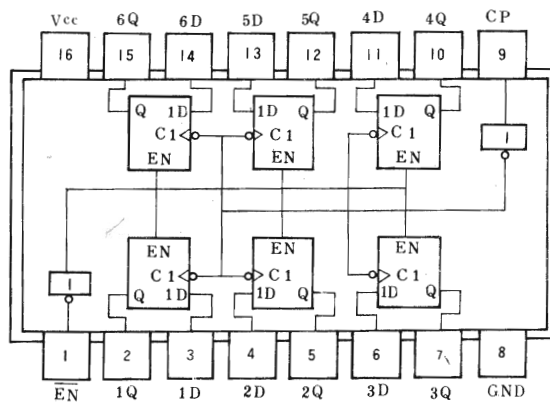 Vcc 6Q 6D 5D 5Q 4D 4Q CP
16 15 14 13 12 11 10 9
Q 1D 1D Q 1D Q
C1 C1 C1 1
EN EN EN
EN EN EN
1 C1 C1 C1
Q 1D 1D Q 1D Q
1 2 3 4 5 6 7 8
E̅N̅ 1Q 1D 2D 2Q 3D 3Q GND